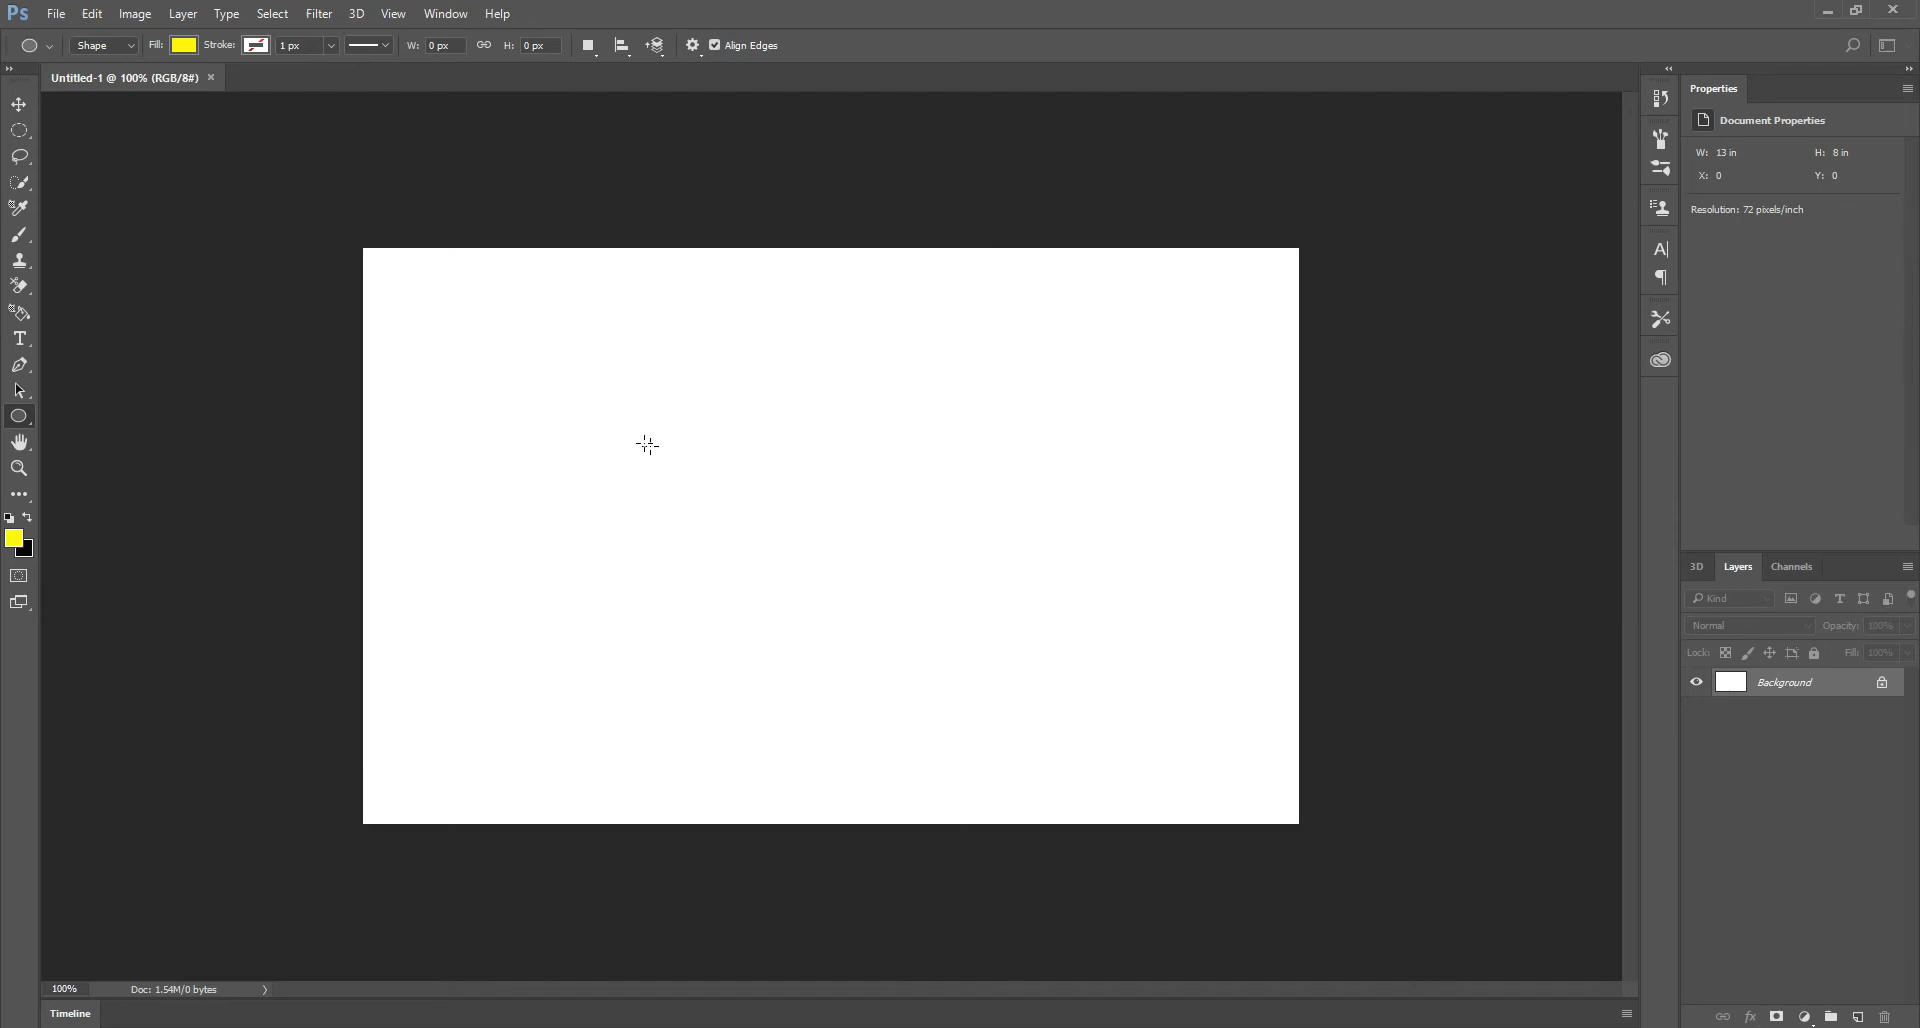 Ps File Edit Image Layer Type Select Filter 3D View Window Help
Shape Fill: Stroke: 1 px W: 0 px H: 0 px Align Edges
Untitled-1 @ 100% (RGB/8#) ×
Properties
Document Properties
W: 13 in H: 8 in
X: 0 Y: 0
Resolution: 72 pixels/inch
3D Layers Channels
Kind
Normal Opacity: 100%
Lock: Fill: 100%
Background
fx
100% Doc: 1.54M/0 bytes
Timeline